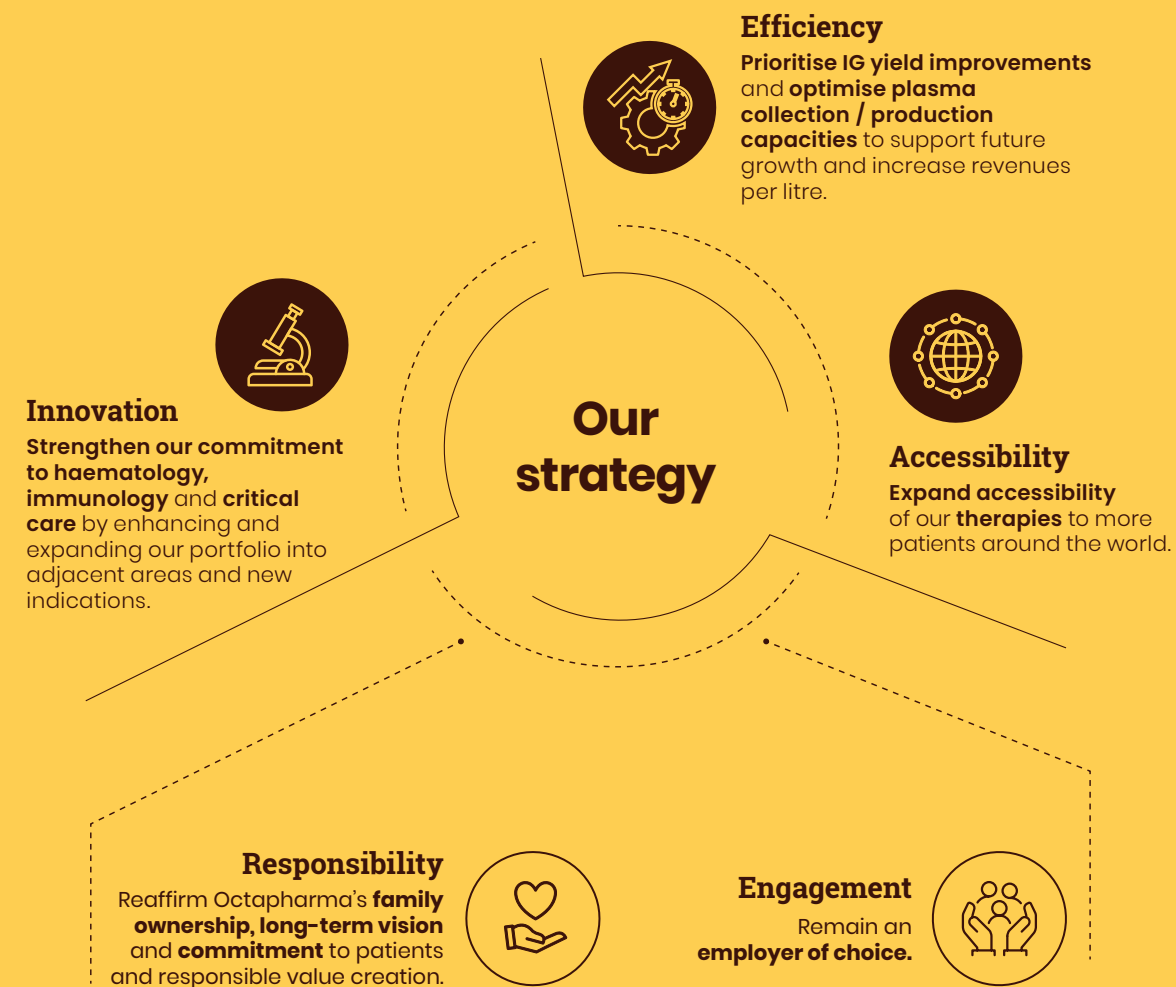 Efficiency
Prioritise IG yield improvements
and optimise plasma
collection / production
capacities to support future
growth and increase revenues
per litre.
Innovation
Strengthen our commitment
to haematology,
immunology and critical
care by enhancing and
expanding our portfolio into
adjacent areas and new
indications.
Our
strategy
Accessibility
Expand accessibility
of our therapies to more
patients around the world.
Responsibility
Reaffirm Octapharma’s family
ownership, long-term vision
and commitment to patients
and responsible value creation.
Engagement
Remain an
employer of choice.